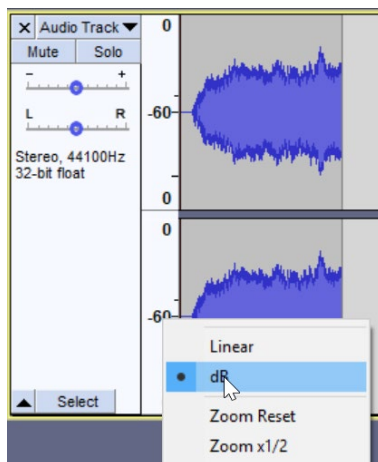 × Audio Track ▼
Mute Solo
- +
L R
Stereo, 44100Hz
32-bit float
Select
0
-60-
0
0
-60-
Linear
dB
Zoom Reset
Zoom x1/2